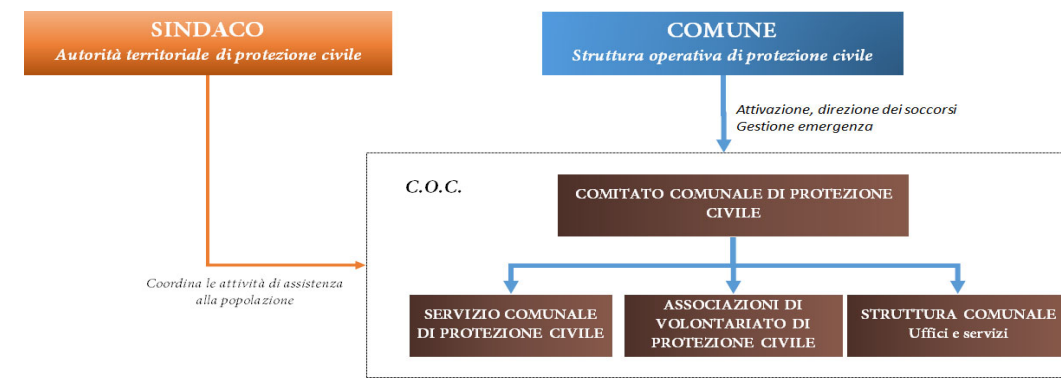 SINDACO
Autorità territoriale di protezione civile
COMUNE
Struttura operativa di protezione civile
Attivazione, direzione dei soccorsi
Gestione emergenza
C.O.C.
COMITATO COMUNALE DI PROTEZIONE
CIVILE
Coordina le attività di assistenza
alla popolazione
SERVIZIO COMUNALE
DI PROTEZIONE CIVILE
ASSOCIAZIONI DI
VOLONTARIATO DI
PROTEZIONE CIVILE
STRUTTURA COMUNALE
Uffici e servizi